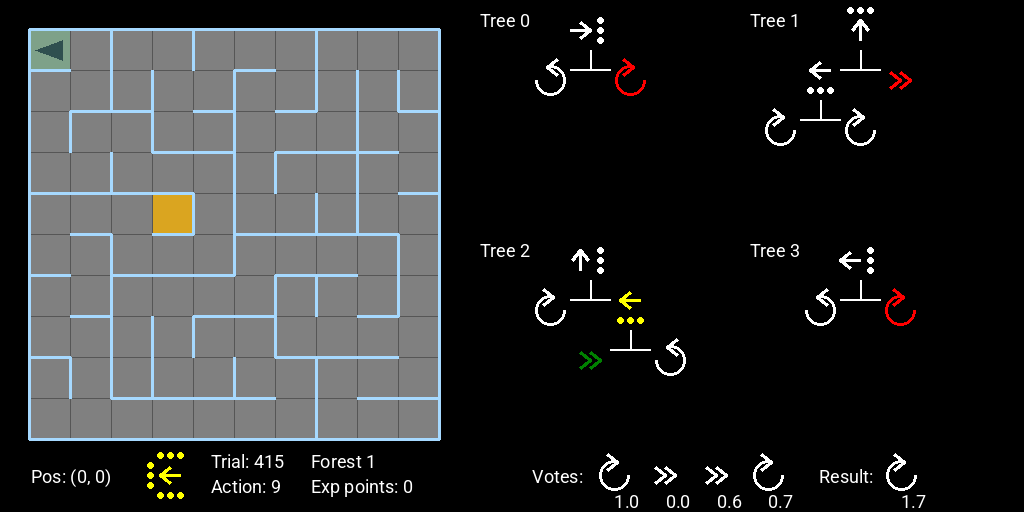 Tree 0
Tree 1
Tree 2
Tree 3
Pos: (0, 0)
Trial: 415
Forest 1
Action: 9
Exp points: 0
Votes:
1.0
0.0
0.6
0.7
Result:
1.7